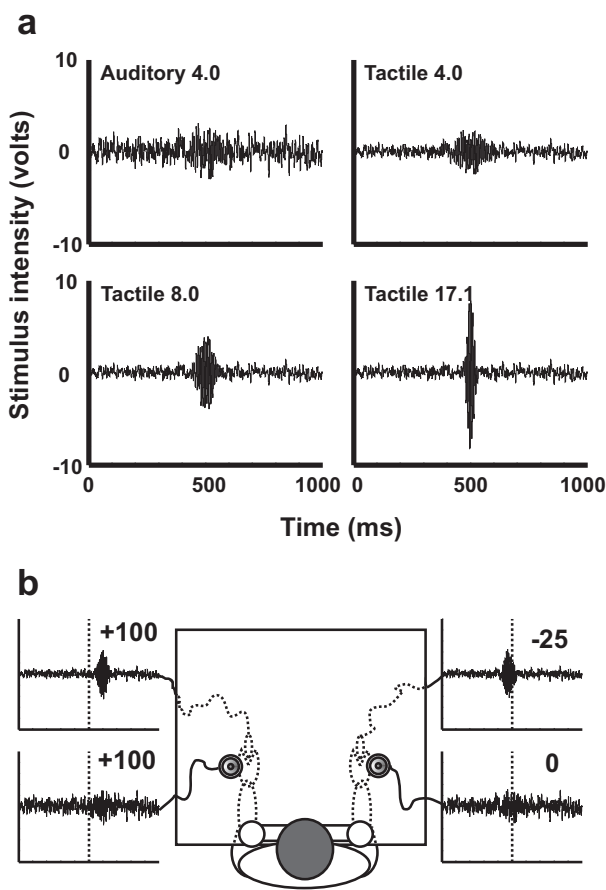 a
Stimulus intensity (volts)
10
0
-10
Auditory 4.0
Tactile 4.0
10
0
-10
Tactile 8.0
Tactile 17.1
0 500 1000 0 500 1000
Time (ms)
b
+100
-25
+100
0